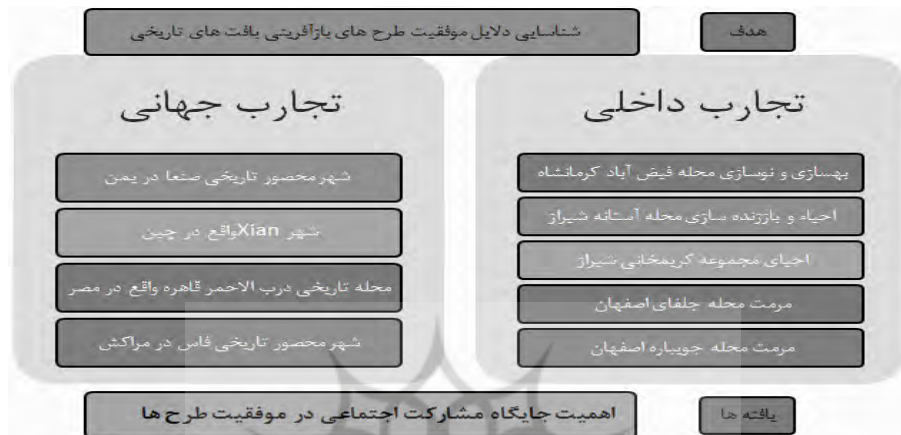 هدف
شناسایی دلایل موفقیت طرح های بازآفرینی بافت های تاریخی
تجارب داخلی
بهسازی و نوسازی محله فیض آباد کرمانشاه
احیاء و باززنده سازی محله آستانه شیراز
احیای مجموعه کریمخانی شیراز
مرمت محله جلفای اصفهان
مرمت محله جویباره اصفهان
تجارب جهانی
شهر محصور تاریخی صنعا در یمن
شهر Xian واقع در چین
محله تاریخی درب الاحمر قاهره واقع در مصر
شهر محصور تاریخی فاس در مراکش
یافته ها
اهمیت جایگاه مشارکت اجتماعی در موفقیت طرح ها